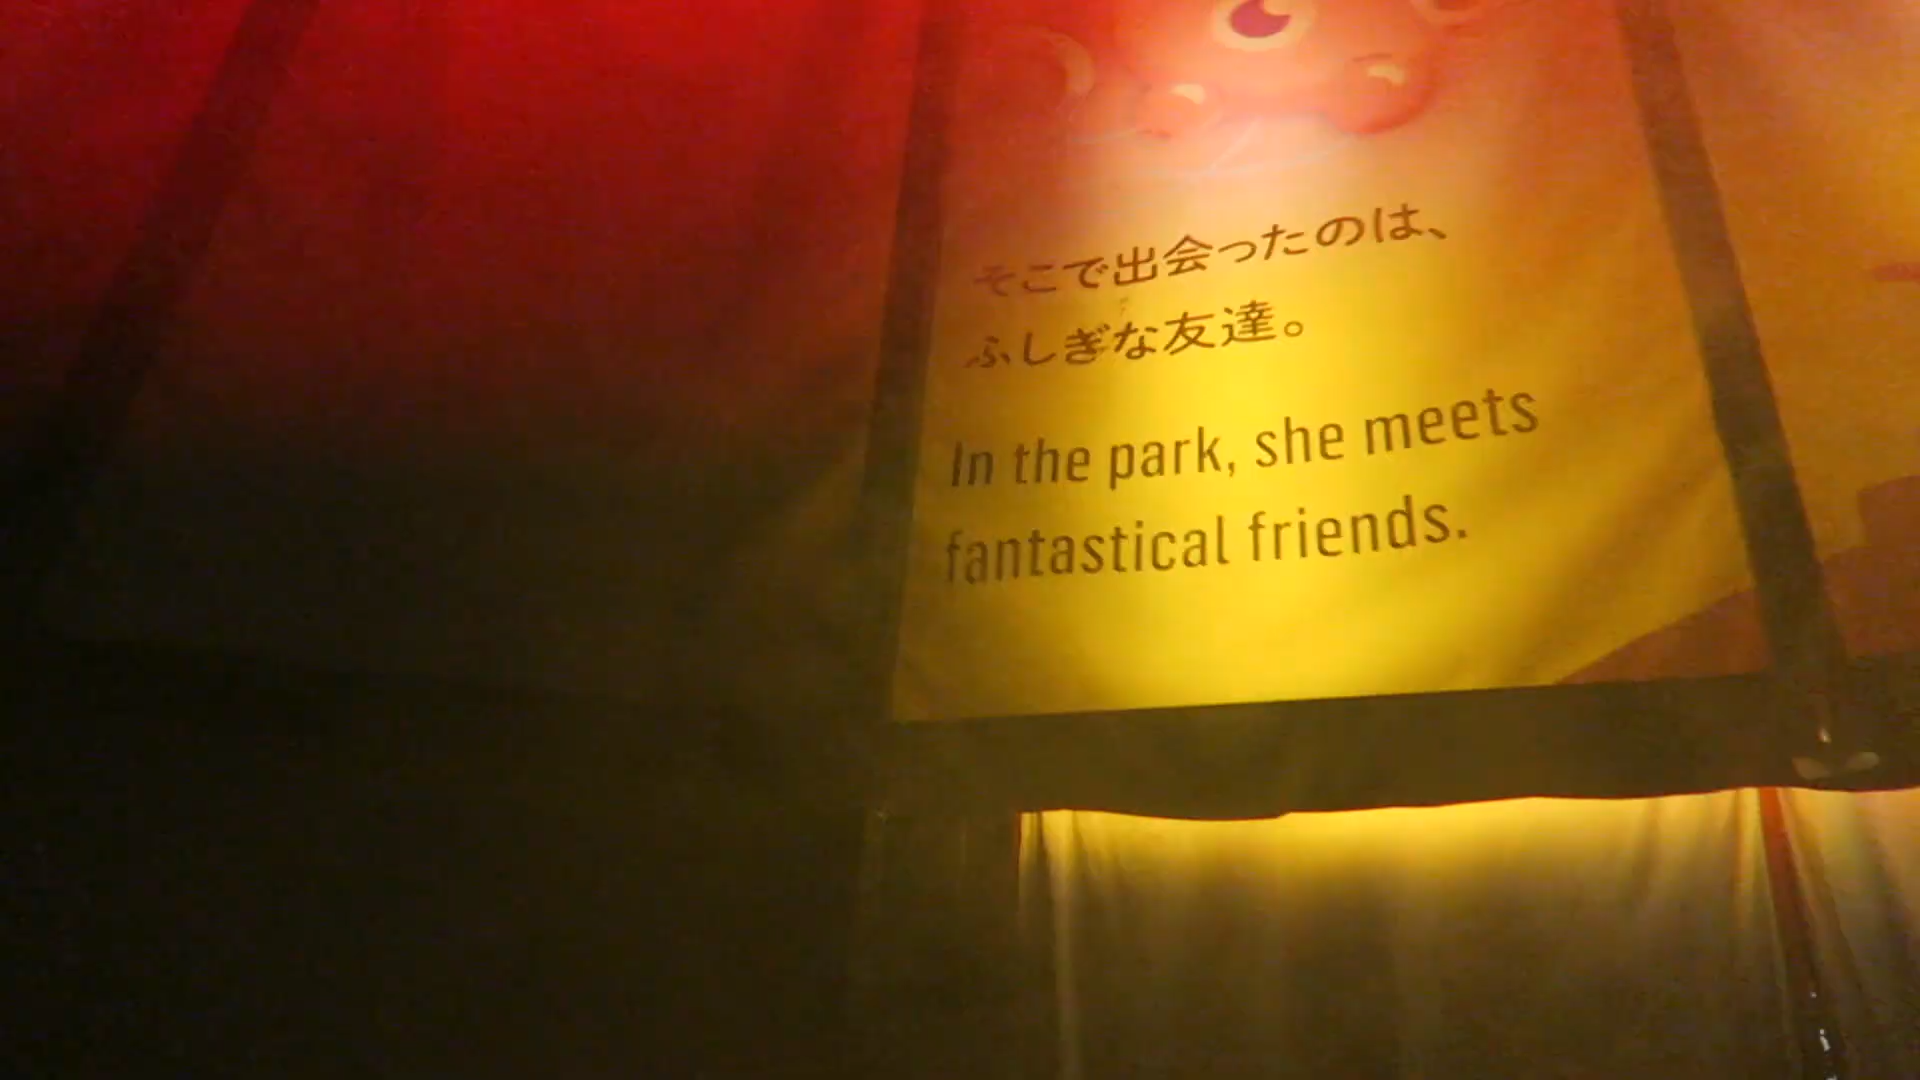 そこで出会ったのは、
ふしぎな友達。
In the park, she meets
fantastical friends.